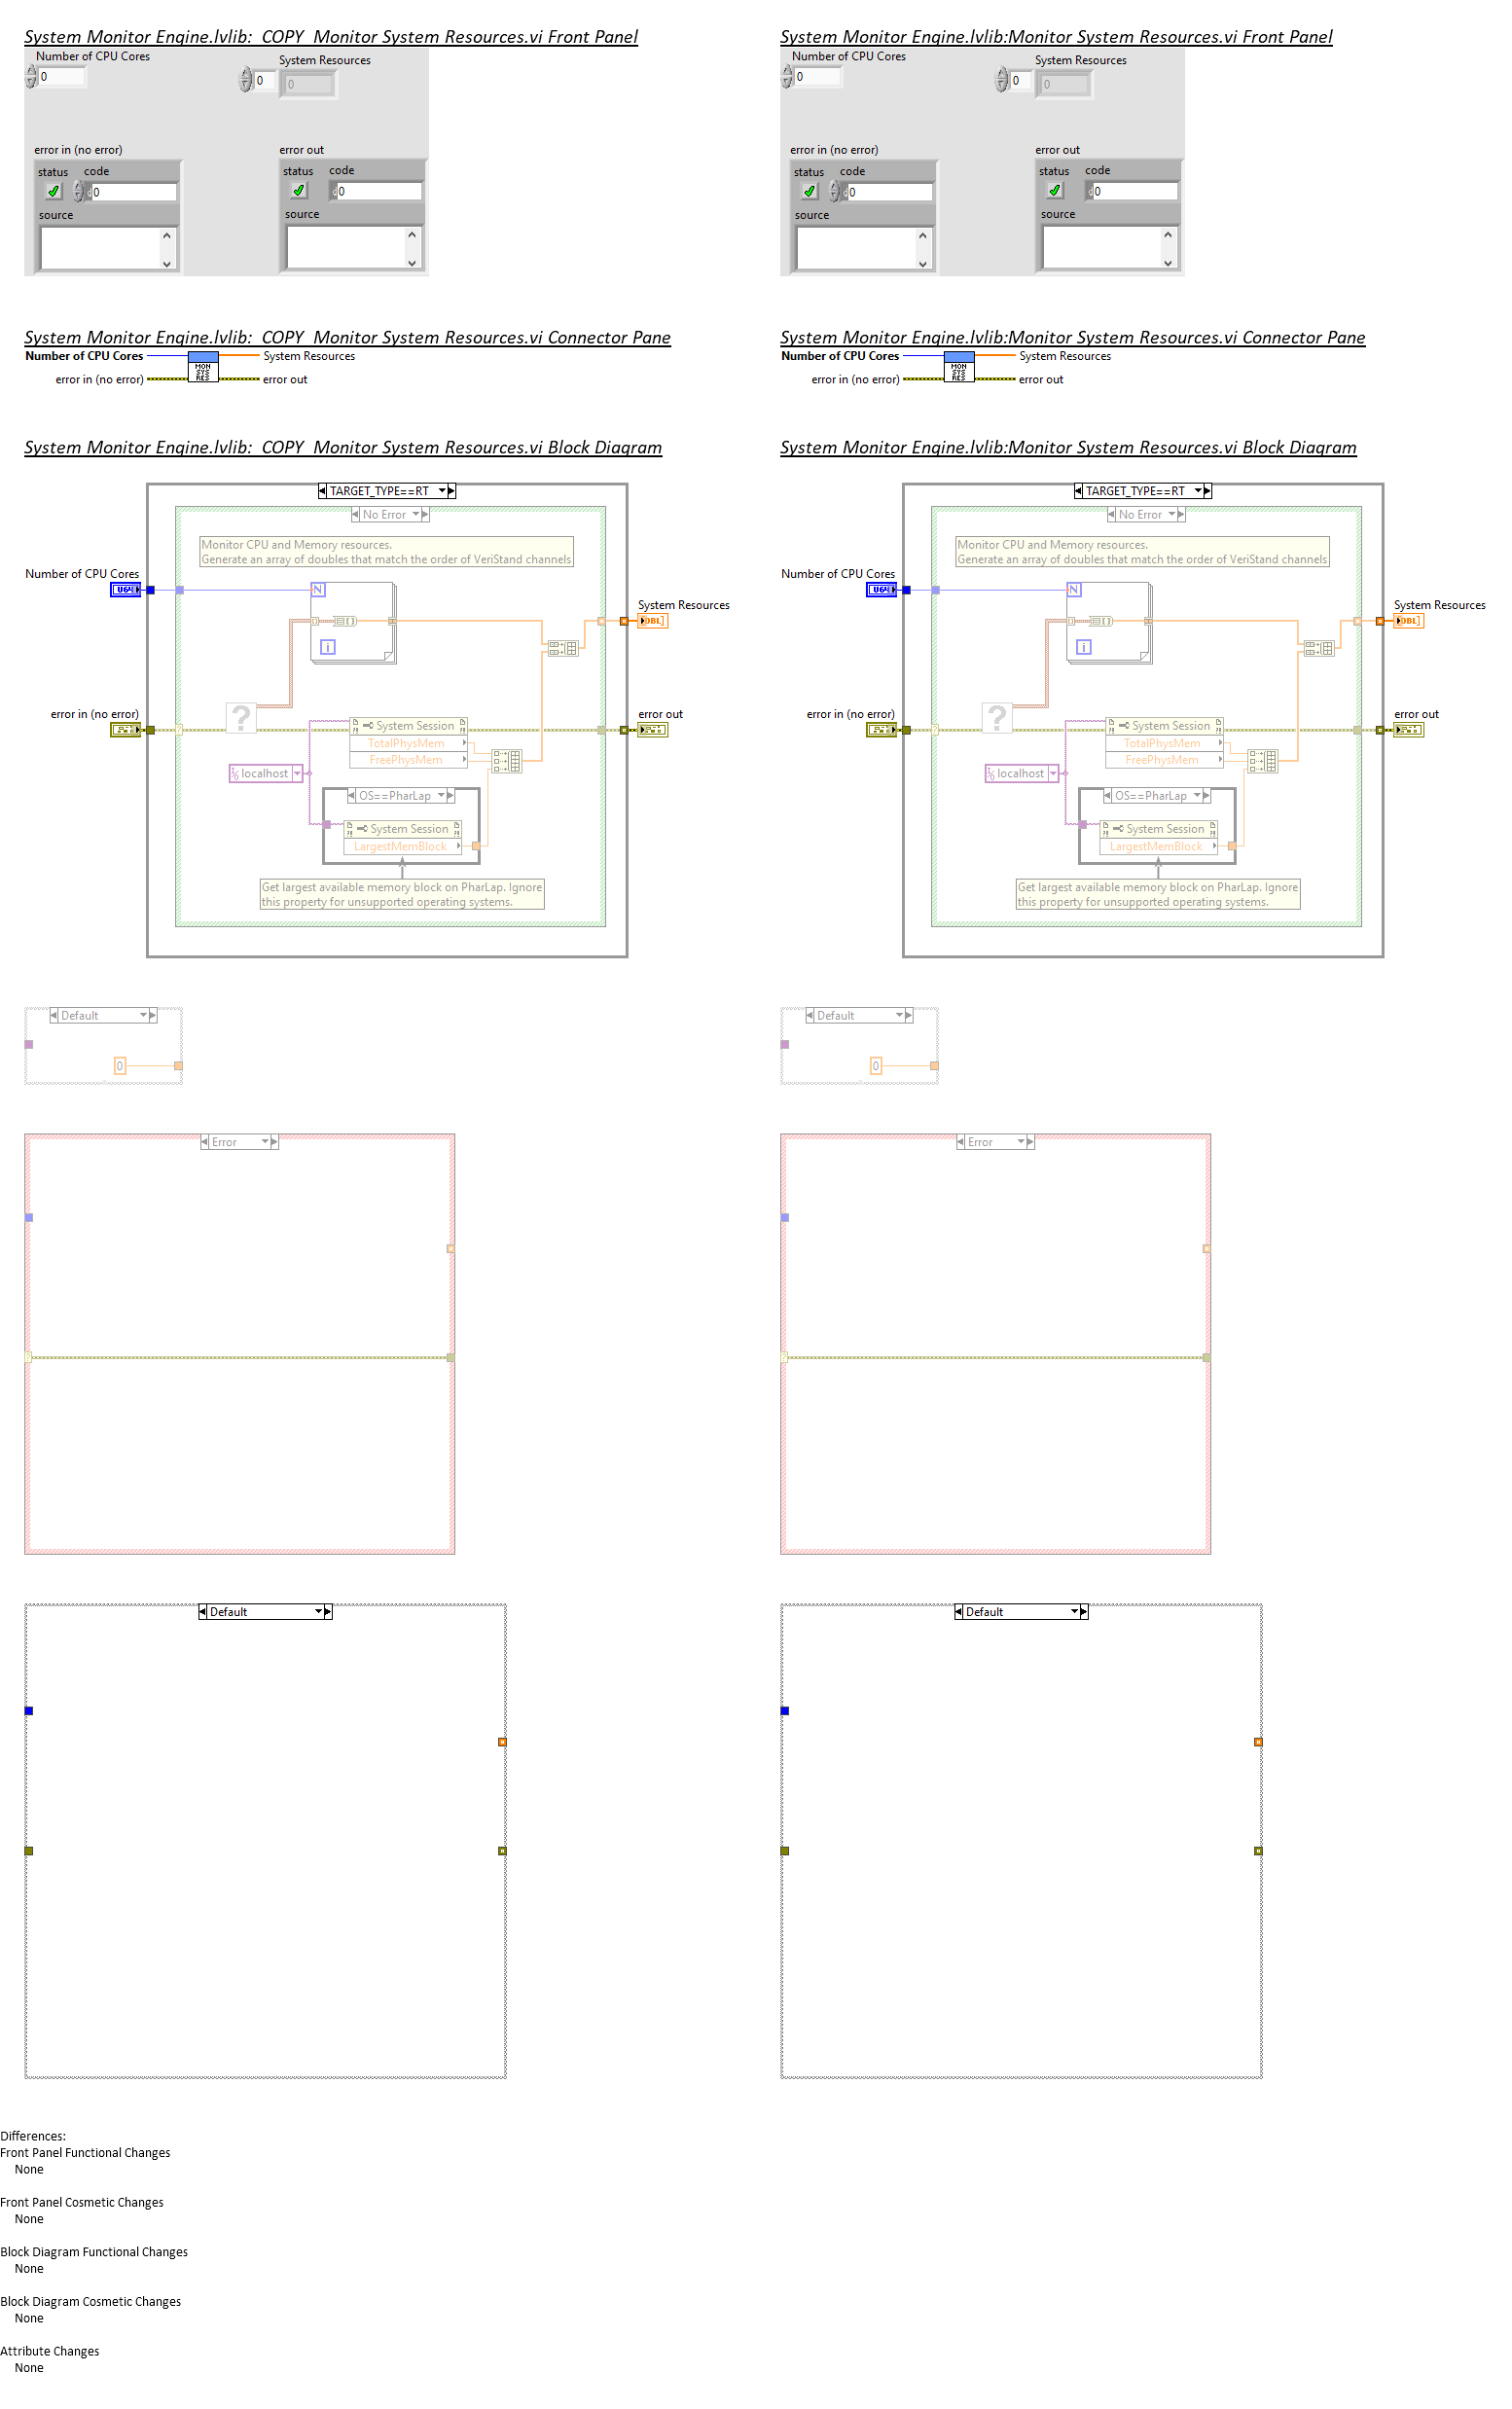 System Monitor Engine.lvlib:  COPY  Monitor System Resources.vi Front Panel
Number of CPU Cores
0
System Resources
0
0
error in (no error)
status
code
0
source
error out
status
code
0
source
System Monitor Engine.lvlib:Monitor System Resources.vi Front Panel
Number of CPU Cores
0
System Resources
0
0
error in (no error)
status
code
0
source
error out
status
code
0
source
System Monitor Engine.lvlib:  COPY  Monitor System Resources.vi Connector Pane
Number of CPU Cores
System Resources
MON
SYS
RES
error in (no error)
error out
System Monitor Engine.lvlib:Monitor System Resources.vi Connector Pane
Number of CPU Cores
System Resources
MON
SYS
RES
error in (no error)
error out
System Monitor Engine.lvlib:  COPY  Monitor System Resources.vi Block Diagram
TARGET_TYPE==RT
No Error
Monitor CPU and Memory resources.
Generate an array of doubles that match the order of VeriStand channels
Number of CPU Cores
U64
N
System Resources
DBL]
i
error in (no error)
?
?
System Session
error out
TotalPhysMem
FreePhysMem
localhost
OS==PharLap
System Session
LargestMemBlock
Get largest available memory block on PharLap. Ignore
this property for unsupported operating systems.
System Monitor Engine.lvlib:Monitor System Resources.vi Block Diagram
TARGET_TYPE==RT
No Error
Monitor CPU and Memory resources.
Generate an array of doubles that match the order of VeriStand channels
Number of CPU Cores
U64
N
System Resources
DBL]
i
error in (no error)
?
?
System Session
error out
TotalPhysMem
FreePhysMem
localhost
OS==PharLap
System Session
LargestMemBlock
Get largest available memory block on PharLap. Ignore
this property for unsupported operating systems.
Default
0
Default
0
Error
?
Error
?
Default
Default
Differences:
Front Panel Functional Changes
None
Front Panel Cosmetic Changes
None
Block Diagram Functional Changes
None
Block Diagram Cosmetic Changes
None
Attribute Changes
None